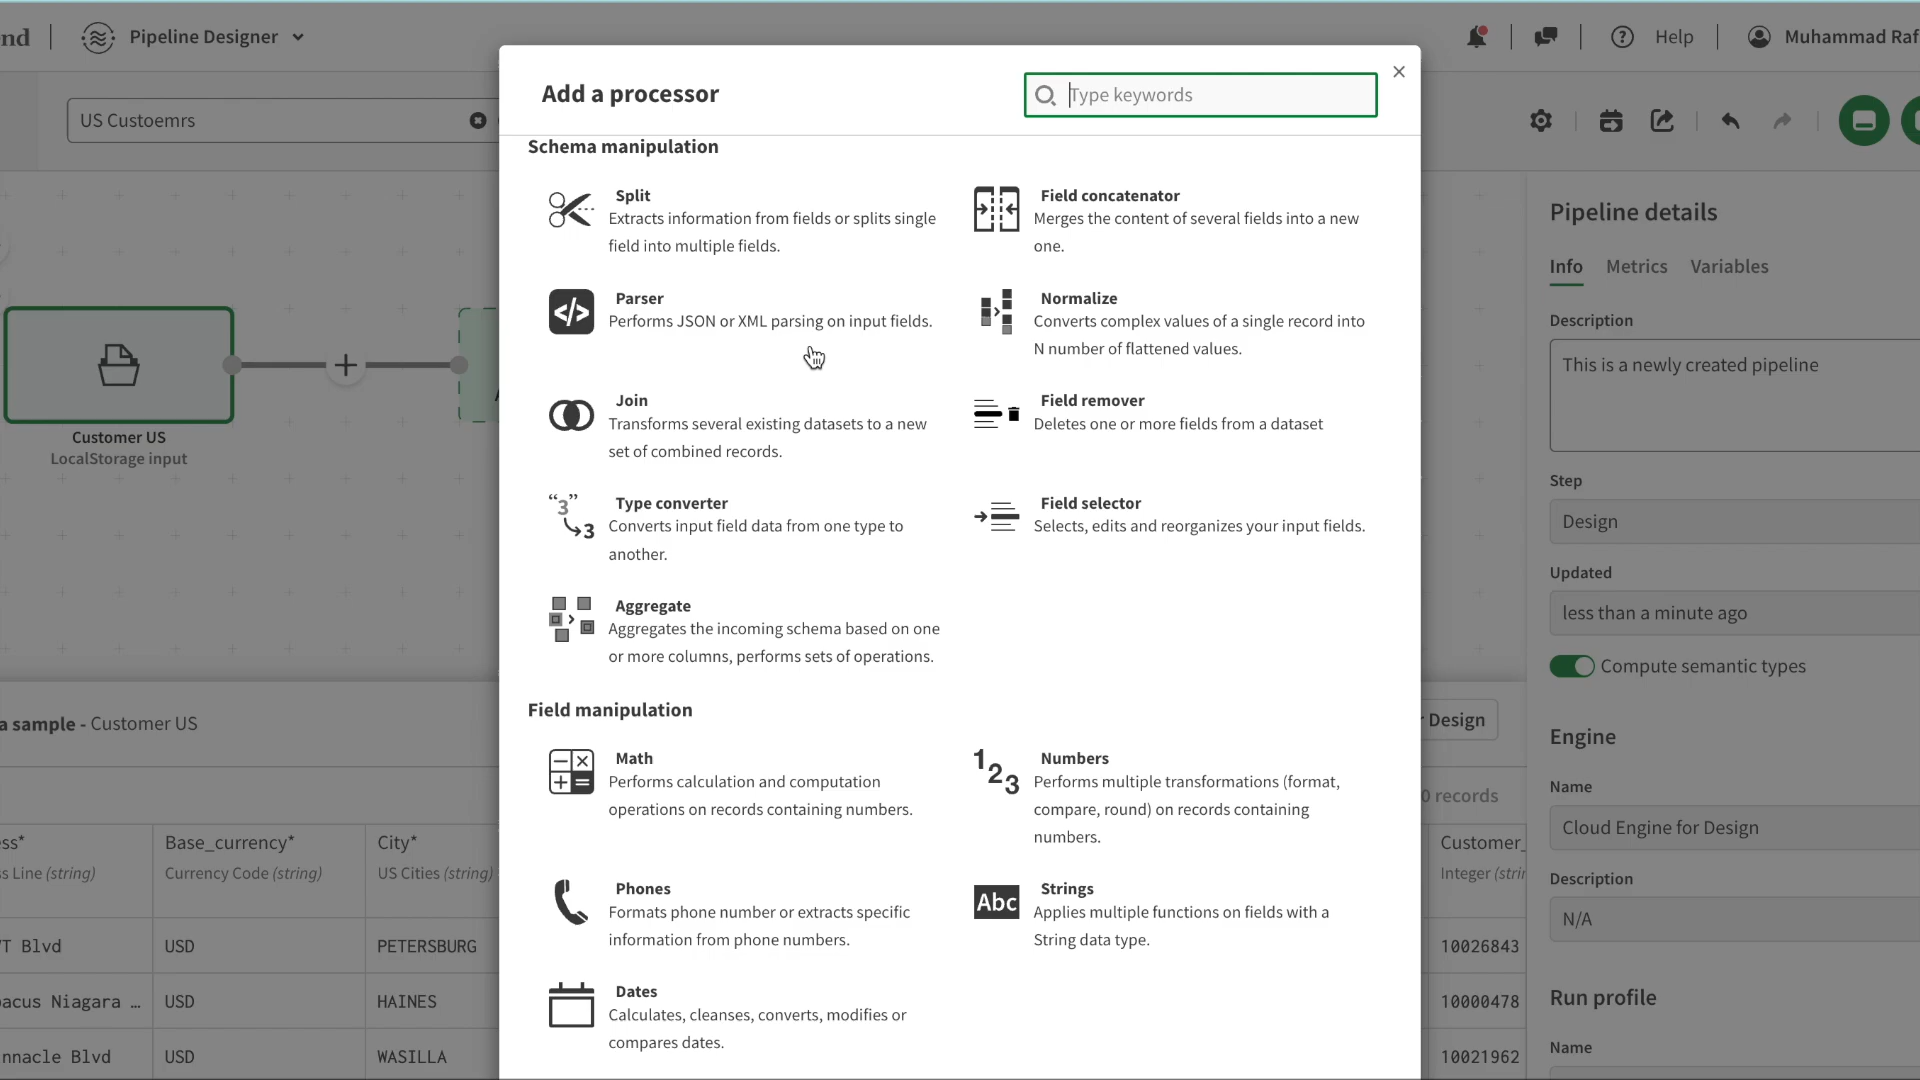 nd
Pipeline Designer
Help
Muhammad Raf
US Custoemrs
Add a processor
Type keywords
Schema manipulation
Split
Extracts information from fields or splits single
field into multiple fields.
Field concatenator
Merges the content of several fields into a new
one.
</>
Parser
Performs JSON or XML parsing on input fields.
Normalize
Converts complex values of a single record into
N number of flattened values.
Join
Transforms several existing datasets to a new
set of combined records.
Field remover
Deletes one or more fields from a dataset
“3”
3
Type converter
Converts input field data from one type to
another.
Field selector
Selects, edits and reorganizes your input fields.
Aggregate
Aggregates the incoming schema based on one
or more columns, performs sets of operations.
Field manipulation
Math
Performs calculation and computation
operations on records containing numbers.
123
Numbers
Performs multiple transformations (format,
compare, round) on records containing
numbers.
Phones
Formats phone number or extracts specific
information from phone numbers.
Abc
Strings
Applies multiple functions on fields with a
String data type.
Dates
Calculates, cleanses, converts, modifies or
compares dates.
Customer US
LocalStorage input
a sample - Customer US
r Design
0 records
ess*
Base_currency*
City*
Customer_
s Line (string)
Currency Code (string)
US Cities (string)
Integer (strin
T Blvd
USD
PETERSBURG
10026843
acus Niagara …
USD
HAINES
10000478
nnacle Blvd
USD
WASILLA
10021962
Pipeline details
Info
Metrics
Variables
Description
This is a newly created pipeline
Step
Design
Updated
less than a minute ago
Compute semantic types
Engine
Name
Cloud Engine for Design
Description
N/A
Run profile
Name